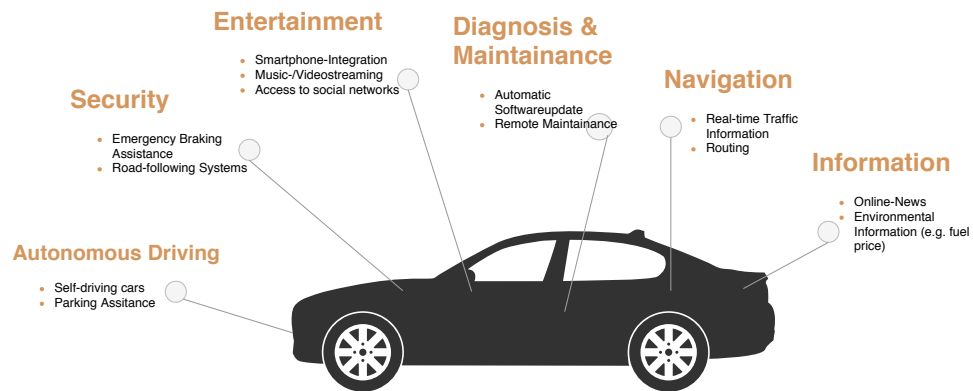 Entertainment
• Smartphone-Integration
• Music-/Videostreaming
• Access to social networks
Diagnosis &
Maintainance
• Automatic
Softwareupdate
• Remote Maintainance
Navigation
• Real-time Traffic
Information
• Routing
Security
• Emergency Braking
Assistance
• Road-following Systems
Information
• Online-News
• Environmental
Information (e.g. fuel
price)
Autonomous Driving
• Self-driving cars
• Parking Assitance